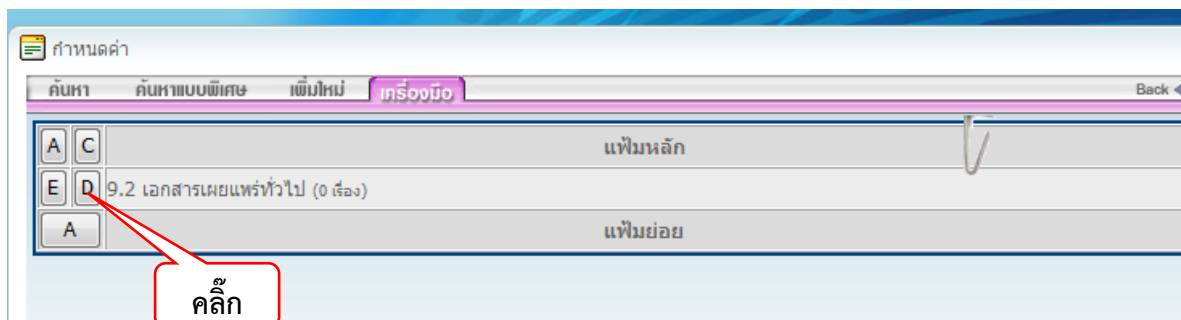 กำหนดค่า
ค้นหา ค้นหาแบบพิเศษ เพิ่มใหม่ เครื่องมือ Back
A C แฟ้มหลัก
E D 9.2 เอกสารเผยแพร่ทั่วไป (0 เรื่อง)
A แฟ้มย่อย
คลิ๊ก